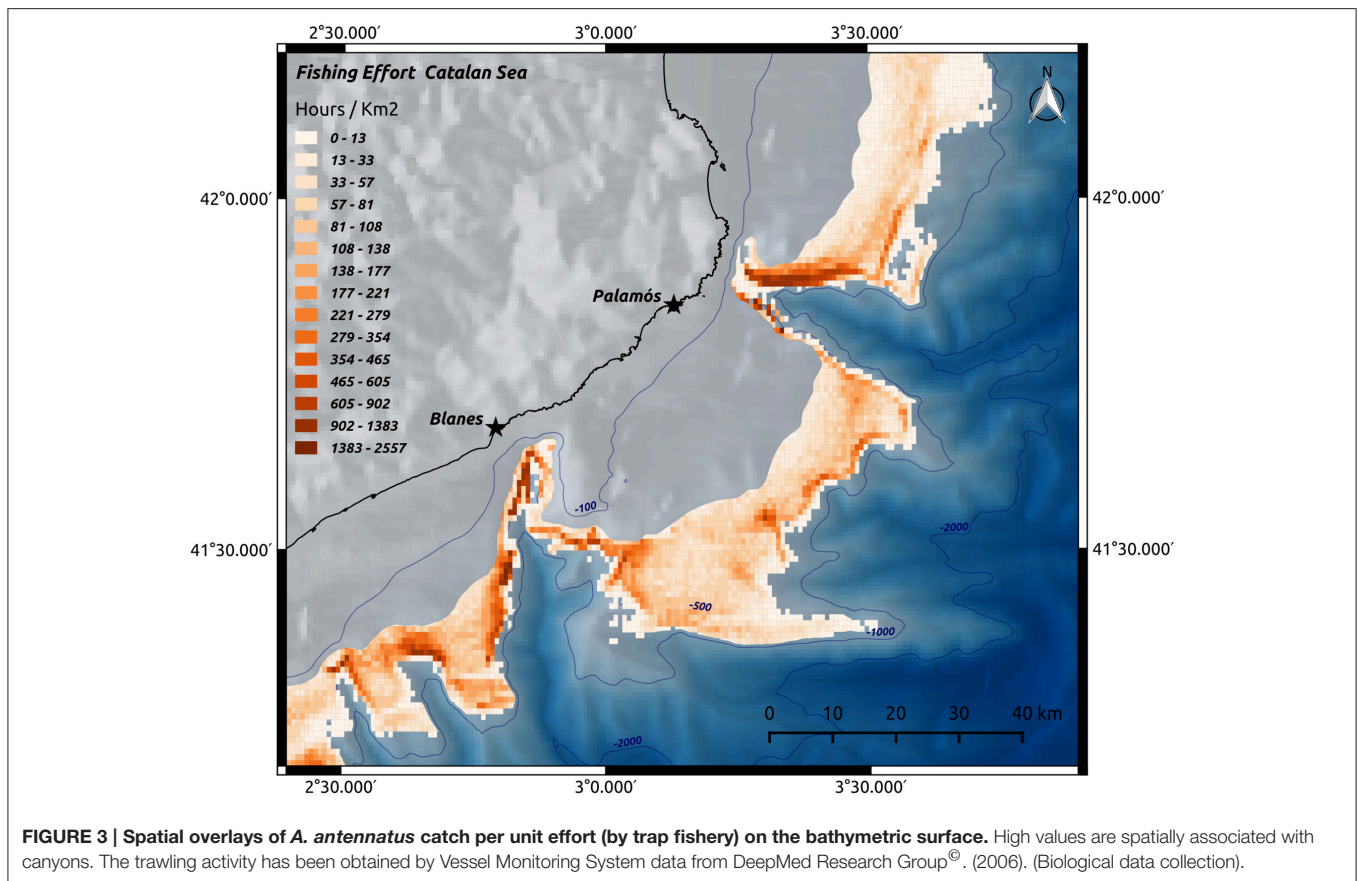 2°30.000′ 3°0.000′ 3°30.000′
Fishing Effort Catalan Sea
Hours / Km2
0 - 13
13 - 33
33 - 57
57 - 81
81 - 108
108 - 138
138 - 177
177 - 221
221 - 279
279 - 354
354 - 465
465 - 605
605 - 902
902 - 1383
1383 - 2557
N
42°0.000′ 42°0.000′
Palamós
Blanes
-100
-2000
41°30.000′ 41°30.000′
-500
-1000
0 10 20 30 40 km
-2000
2°30.000′ 3°0.000′ 3°30.000′
FIGURE 3 | Spatial overlays of A. antennatus catch per unit effort (by trap fishery) on the bathymetric surface. High values are spatially associated with
canyons. The trawling activity has been obtained by Vessel Monitoring System data from DeepMed Research Group©. (2006). (Biological data collection).